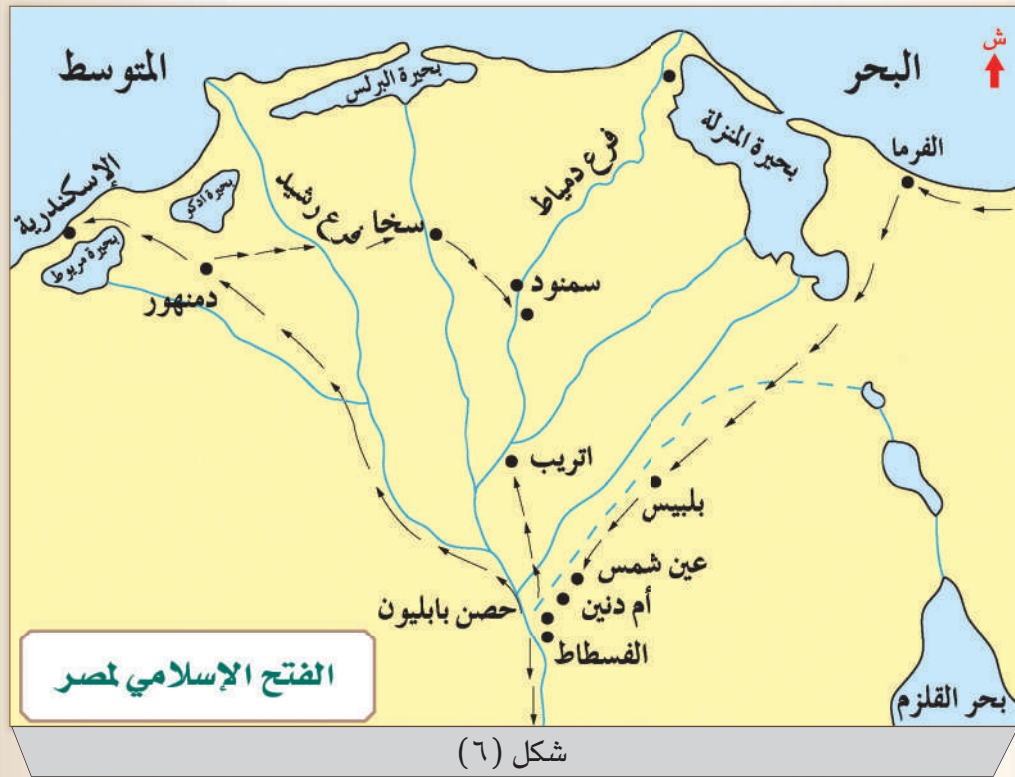 ش
البحر
المتوسط
بحيرة البرلس
بحيرة المنزلة
الفرما
فرع دمياط
الإسكندرية
بحيرة ادكو
فرع رشيد
سخا
بحيرة مريوط
دمنهور
سمنود
اتريب
بلبيس
عين شمس
أم دنين
حصن بابليون
الفسطاط
بحر القلزم
الفتح الإسلامي لمصر
شكل (٦)